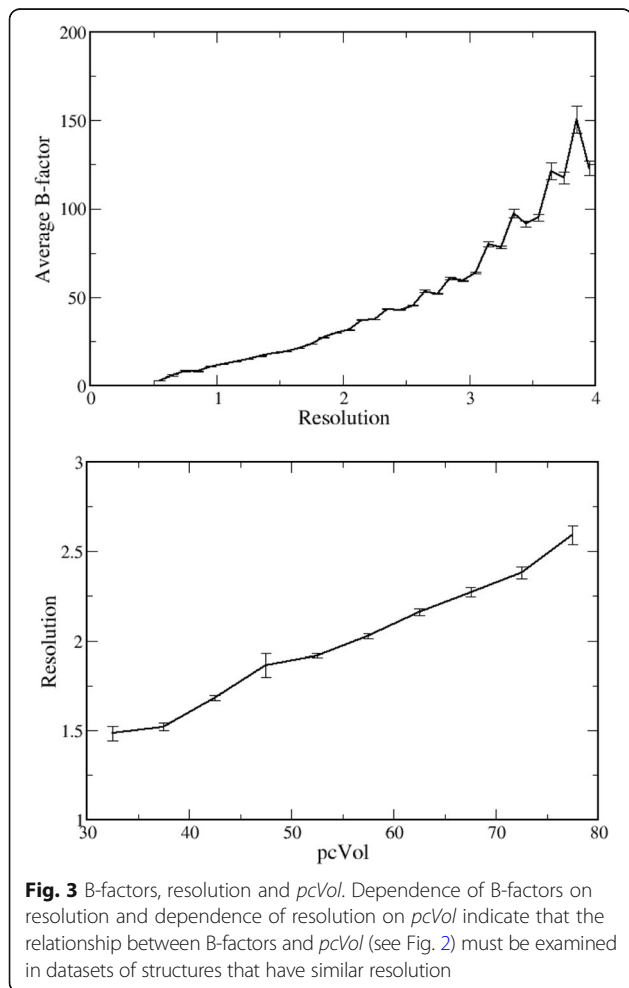 200
150
100
50
0
Average B-factor
0 1 2 3 4
Resolution
3
2.5
2
1.5
1
Resolution
30 40 50 60 70 80
pcVol
Fig. 3 B-factors, resolution and pcVol. Dependence of B-factors on
resolution and dependence of resolution on pcVol indicate that the
relationship between B-factors and pcVol (see Fig. 2) must be examined
in datasets of structures that have similar resolution